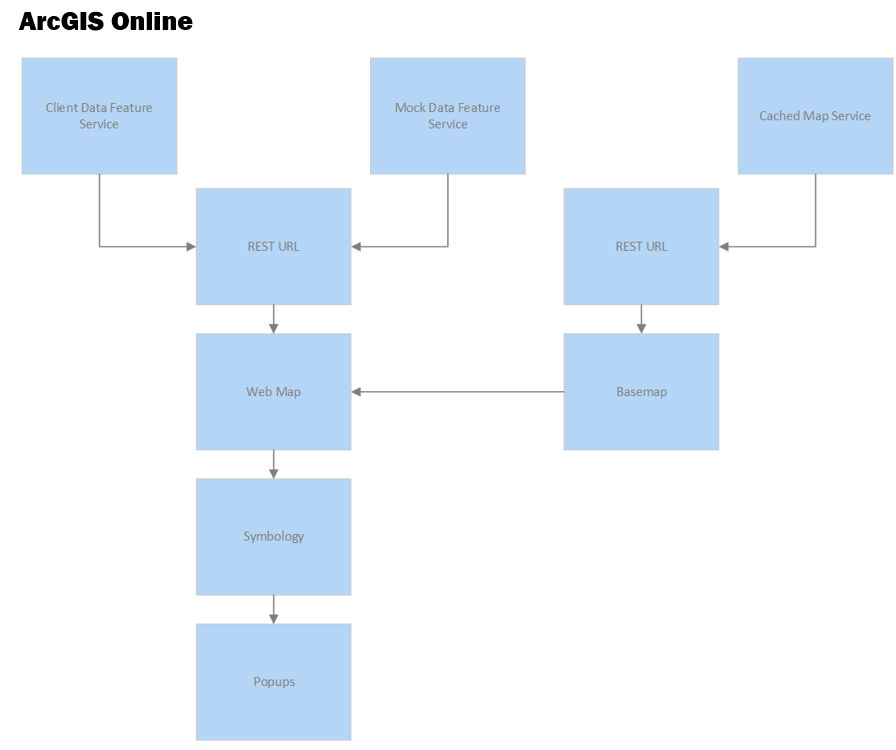 ArcGIS Online
Client Data Feature
Service
Mock Data Feature
Service
Cached Map Service
REST URL
REST URL
Web Map
Basemap
Symbology
Popups